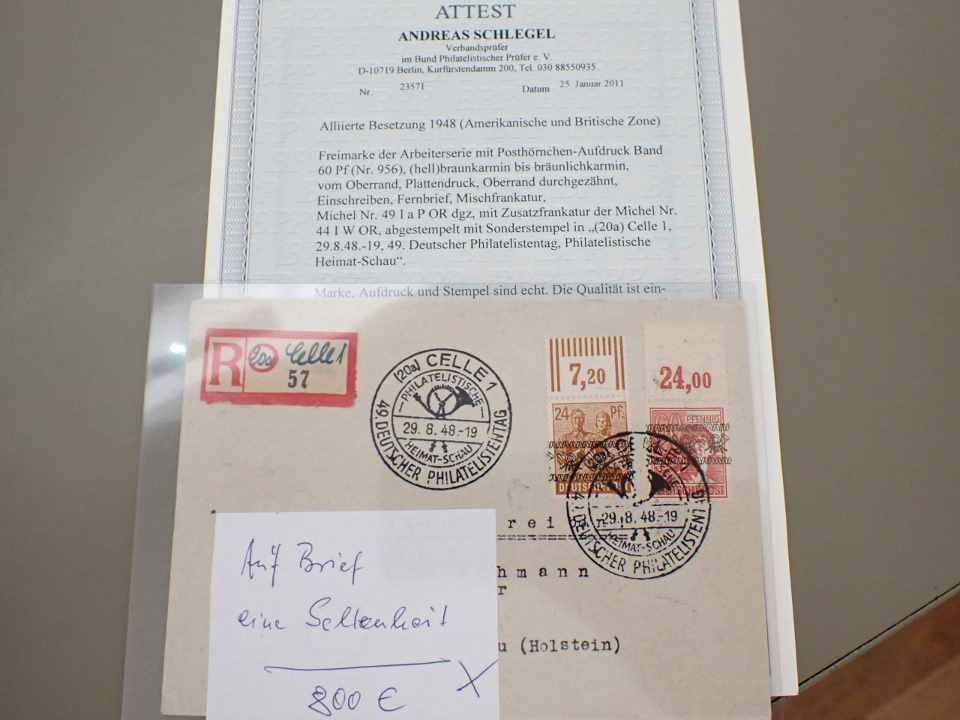 ATTEST
ANDREAS SCHLEGEL
Verbandsprüfer
im Bund Philatelistischer Prüfer e. V.
D-10719 Berlin, Kurfürstendamm 200, Tel. 030 88550935
Nr. 23571 Datum 25. Januar 2011
Alliierte Besetzung 1948 (Amerikanische und Britische Zone)
Freimarke der Arbeiterserie mit Posthörnchen-Aufdruck Band
60 Pf (Nr. 956), (hell)braunkarmin bis bräunlichkarmin,
vom Oberrand, Plattendruck, Oberrand durchgezähnt,
Einschreiben, Fernbrief, Mischfrankatur,
Michel Nr. 49 I a P OR dgz, mit Zusatzfrankatur der Michel Nr.
44 I W OR, abgestempelt mit Sonderstempel in „(20a) Celle 1,
29.8.48.-19, 49. Deutscher Philatelistentag, Philatelistische
Heimat-Schau“.
Marke, Aufdruck und Stempel sind echt. Die Qualität ist ein-
R 20a Celle 1
57
(20a) CELLE 1
PHILATELISTISCHE
29.8.48.-19
HEIMAT-SCHAU
49. DEUTSCHER PHILATELISTENTAG
7,20
24,00
24 Pf
PFENNIG
29.8.48.-19
HEIMAT-SCHAU
49. DEUTSCHER PHILATELISTENTAG
hmann
r
u (Holstein)
Auf Brief
eine Seltenheit
800 € X